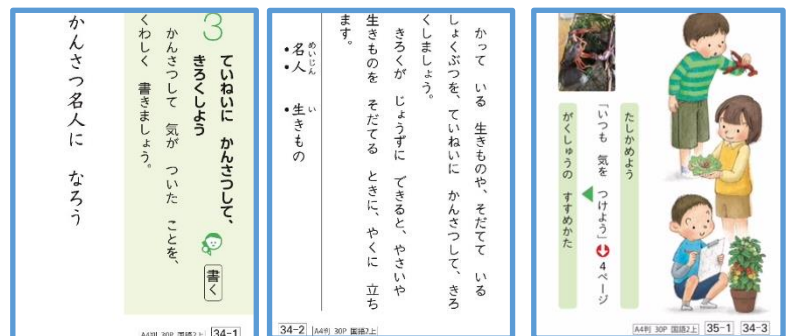 3
ていねいに かんさつして、
きろくしよう
かんさつして 気が ついた ことを、
くわしく 書きましょう。
書く
かんさつ名人に なろう
A4判 30P 国語2上 34-1
かって いる 生きものや、そだてて いる
しょくぶつを、ていねいに かんさつして、きろ
くしましょう。
きろくが じょうずに できると、やさいや
生きものを そだてる ときに、やくに 立ち
ます。
•名•人 めいじん
•生きもの い
34-2 A4判 30P 国語2上
たしかめよう
「いつも 気を つけよう」 4ページ
がくしゅうの すすめかた
A4判 30P 国語2上 35-1 34-3